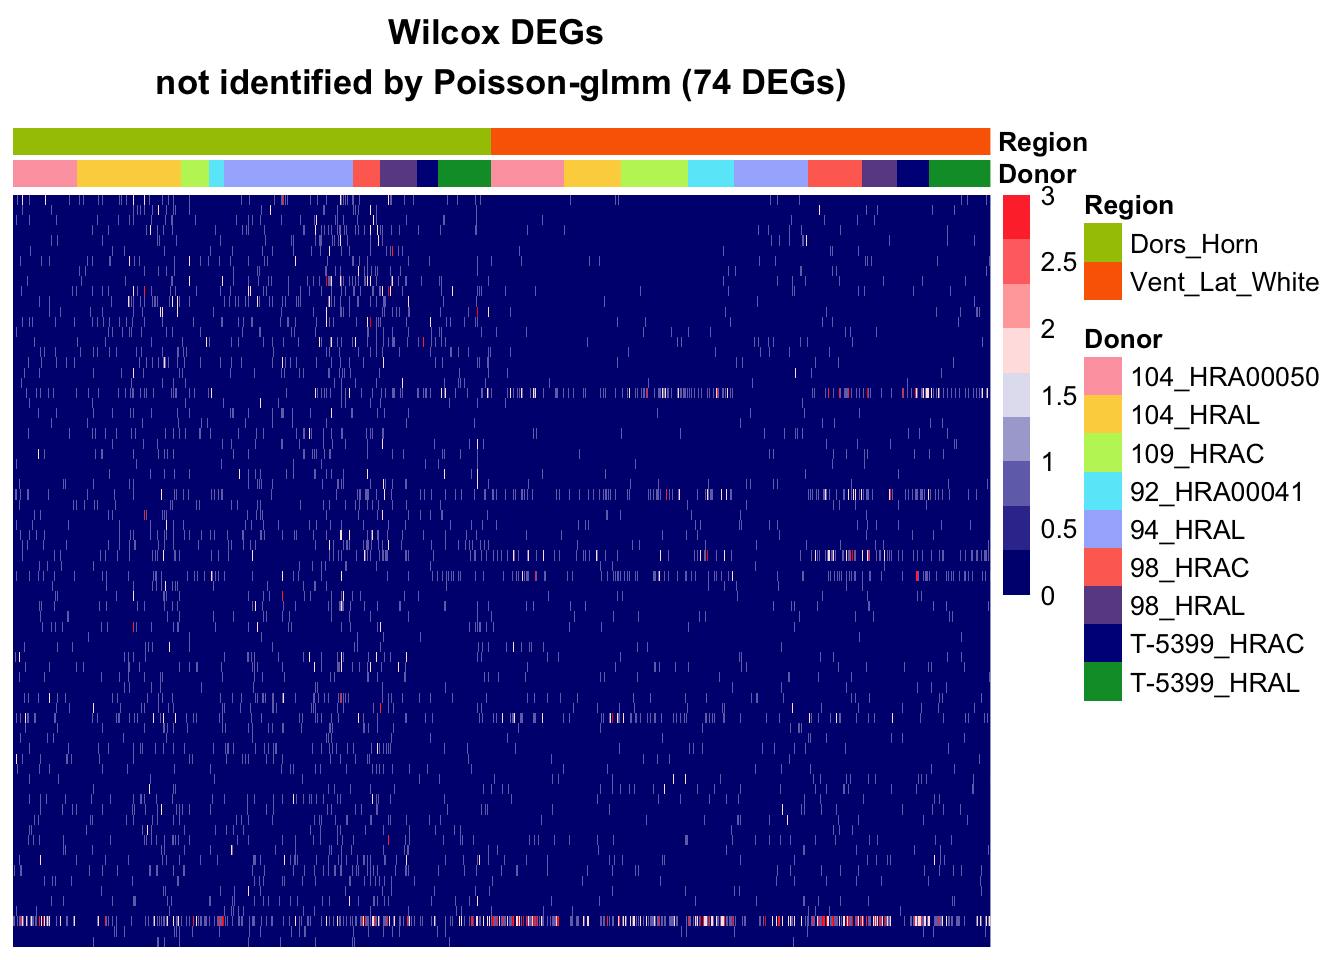 Wilcox DEGs
not identified by Poisson-glmm (74 DEGs)
Region
Donor
3
2.5
2
1.5
1
0.5
0
Region
Dors_Horn
Vent_Lat_White
Donor
104_HRA00050
104_HRAL
109_HRAC
92_HRA00041
94_HRAL
98_HRAC
98_HRAL
T-5399_HRAC
T-5399_HRAL